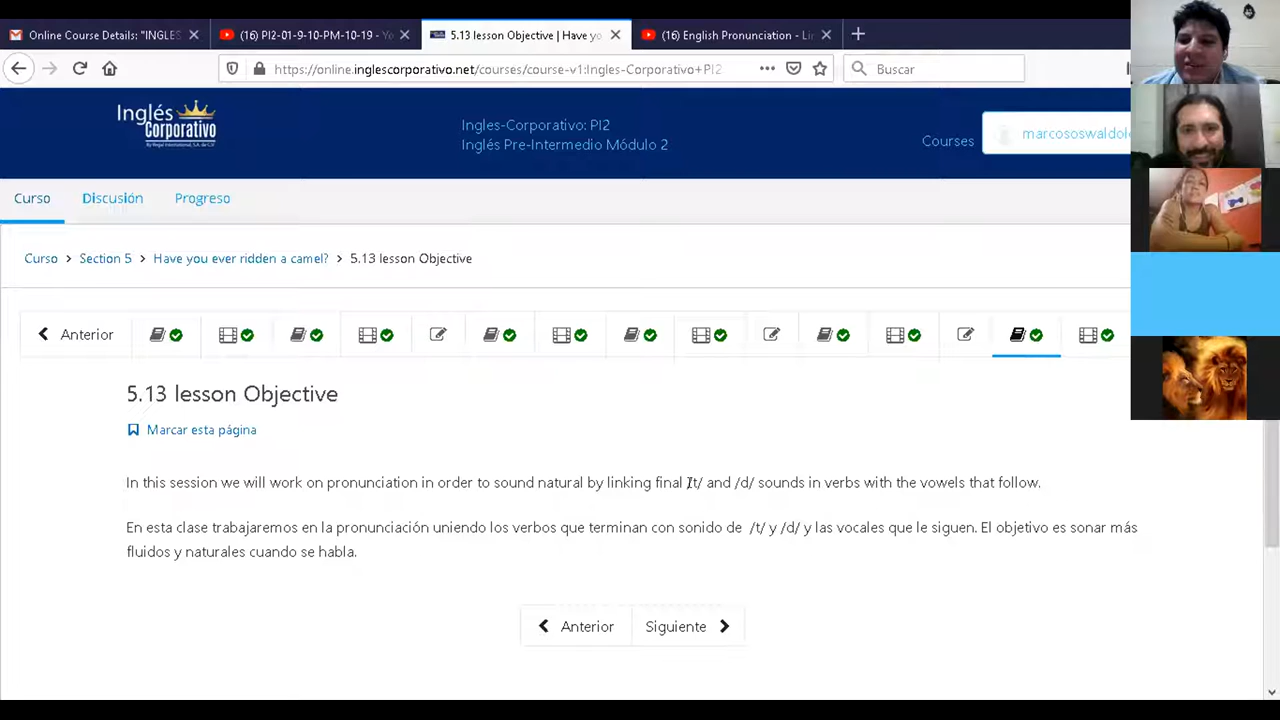 Online Course Details: "INGLES
(16) PI2-01-9-10-PM-10-19 - Yo
5.13 lesson Objective | Have yo
(16) English Pronunciation - Lin
https://online.inglescorporativo.net/courses/course-v1:Ingles-Corporativo+PI2
Buscar
Inglés
Corporativo
Ingles-Corporativo: PI2
Inglés Pre-Intermedio Módulo 2
Courses
marcososwaldolo
Curso
Discusión
Progreso
Curso > Section 5 > Have you ever ridden a camel? > 5.13 lesson Objective
Anterior
5.13 lesson Objective
Marcar esta página
In this session we will work on pronunciation in order to sound natural by linking final /t/ and /d/ sounds in verbs with the vowels that follow.
En esta clase trabajaremos en la pronunciación uniendo los verbos que terminan con sonido de /t/ y /d/ y las vocales que le siguen. El objetivo es sonar más
fluidos y naturales cuando se habla.
Anterior
Siguiente